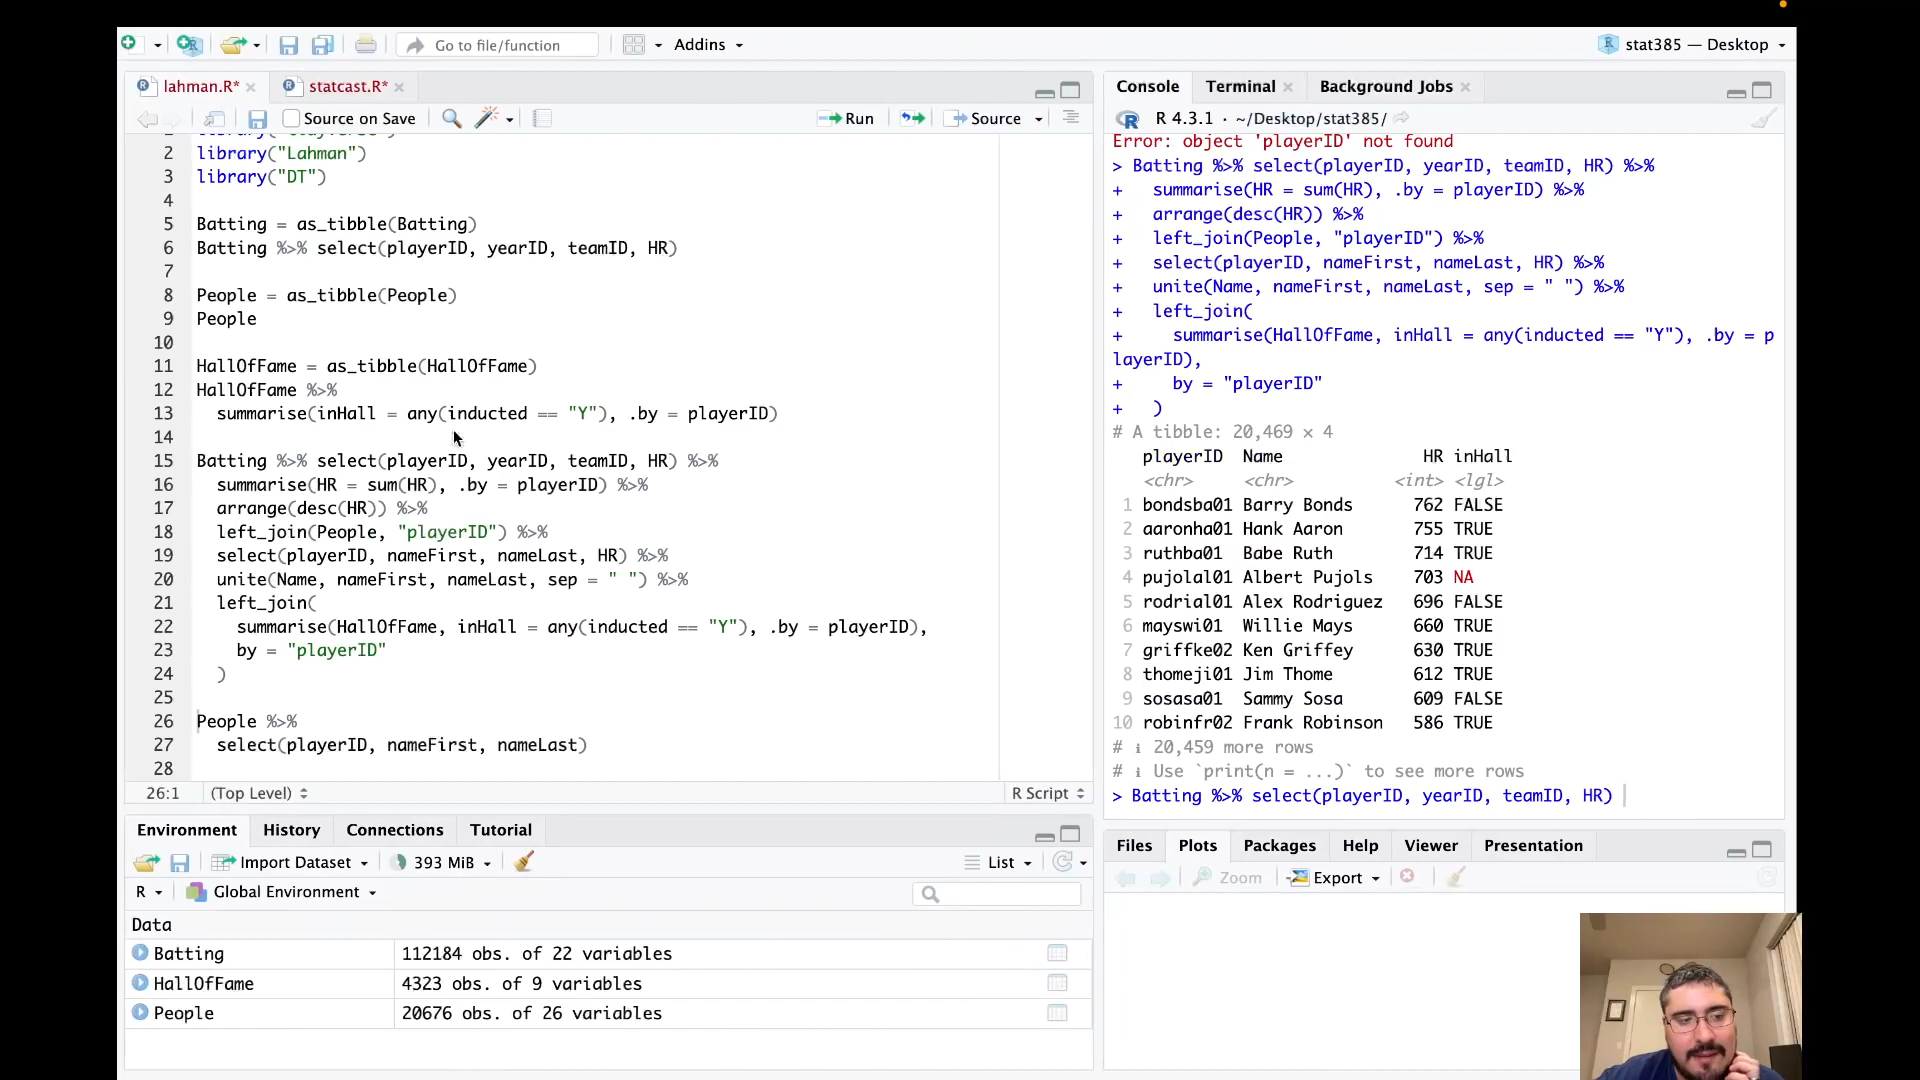 Go to file/function
Addins
stat385 — Desktop
lahman.R*
statcast.R*
Source on Save
Run
Source
2 library("Lahman")
3 library("DT")
4
5 Batting = as_tibble(Batting)
6 Batting %>% select(playerID, yearID, teamID, HR)
7
8 People = as_tibble(People)
9 People
10
11 HallOfFame = as_tibble(HallOfFame)
12 HallOfFame %>%
13 summarise(inHall = any(inducted == "Y"), .by = playerID)
14
15 Batting %>% select(playerID, yearID, teamID, HR) %>%
16 summarise(HR = sum(HR), .by = playerID) %>%
17 arrange(desc(HR)) %>%
18 left_join(People, "playerID") %>%
19 select(playerID, nameFirst, nameLast, HR) %>%
20 unite(Name, nameFirst, nameLast, sep = " ") %>%
21 left_join(
22 summarise(HallOfFame, inHall = any(inducted == "Y"), .by = playerID),
23 by = "playerID"
24 )
25
26 People %>%
27 select(playerID, nameFirst, nameLast)
28
26:1 (Top Level) R Script
Environment History Connections Tutorial
Import Dataset 393 MiB List
R Global Environment
Data
Batting 112184 obs. of 22 variables
HallOfFame 4323 obs. of 9 variables
People 20676 obs. of 26 variables
Console Terminal Background Jobs
R 4.3.1 · ~/Desktop/stat385/
Error: object 'playerID' not found
> Batting %>% select(playerID, yearID, teamID, HR) %>%
+ summarise(HR = sum(HR), .by = playerID) %>%
+ arrange(desc(HR)) %>%
+ left_join(People, "playerID") %>%
+ select(playerID, nameFirst, nameLast, HR) %>%
+ unite(Name, nameFirst, nameLast, sep = " ") %>%
+ left_join(
+ summarise(HallOfFame, inHall = any(inducted == "Y"), .by = p
layerID),
+ by = "playerID"
+ )
# A tibble: 20,469 × 4
playerID Name HR inHall
<chr> <chr> <int> <lgl>
1 bondsba01 Barry Bonds 762 FALSE
2 aaronha01 Hank Aaron 755 TRUE
3 ruthba01 Babe Ruth 714 TRUE
4 pujolal01 Albert Pujols 703 NA
5 rodrial01 Alex Rodriguez 696 FALSE
6 mayswi01 Willie Mays 660 TRUE
7 griffke02 Ken Griffey 630 TRUE
8 thomeji01 Jim Thome 612 TRUE
9 sosasa01 Sammy Sosa 609 FALSE
10 robinfr02 Frank Robinson 586 TRUE
# ℹ 20,459 more rows
# ℹ Use `print(n = ...)` to see more rows
> Batting %>% select(playerID, yearID, teamID, HR)
Files Plots Packages Help Viewer Presentation
Zoom Export